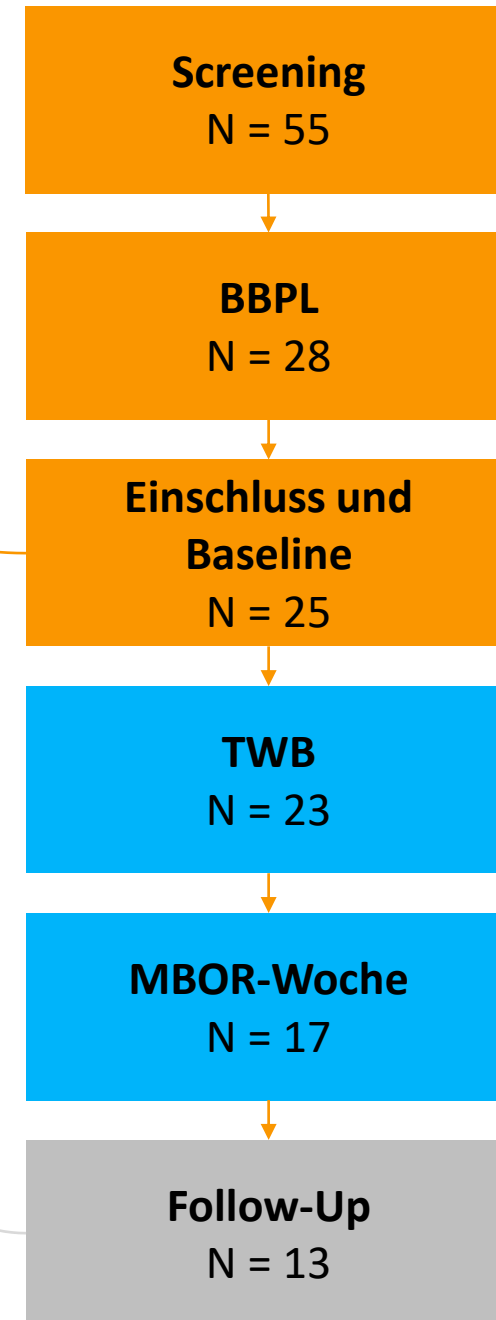 Screening
N = 55
BBPL
N = 28
Einschluss und
Baseline
N = 25
TWB
N = 23
MBOR-Woche
N = 17
Follow-Up
N = 13